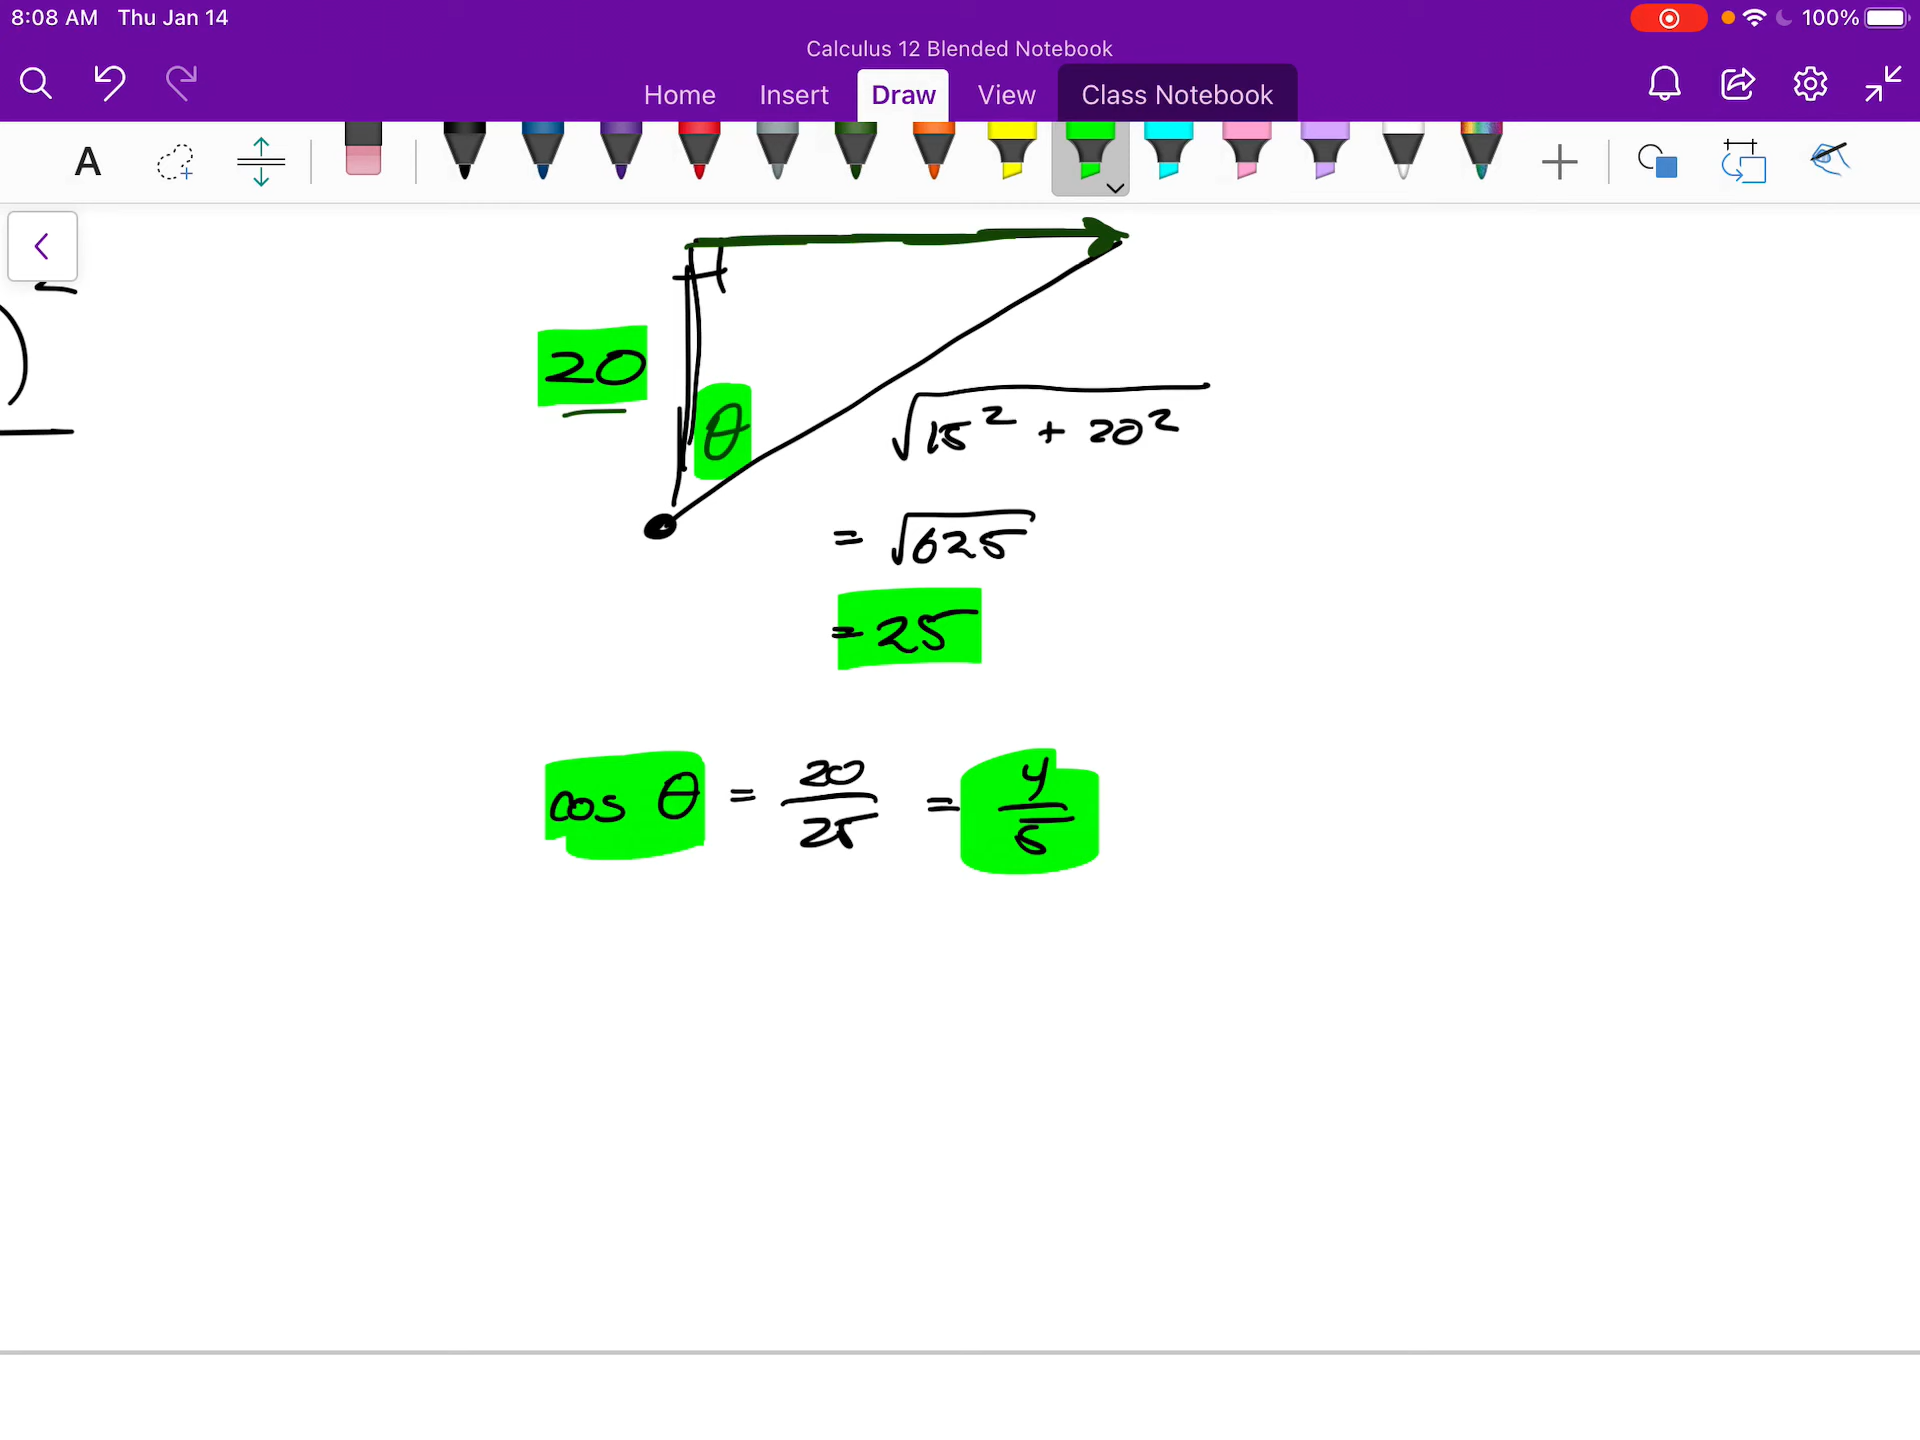 8:08 AM Thu Jan 14
100%
Calculus 12 Blended Notebook
Home Insert Draw View Class Notebook
A
20
θ
√15² + 20²
= √625
= 25
cos θ = 20/25 = 4/5